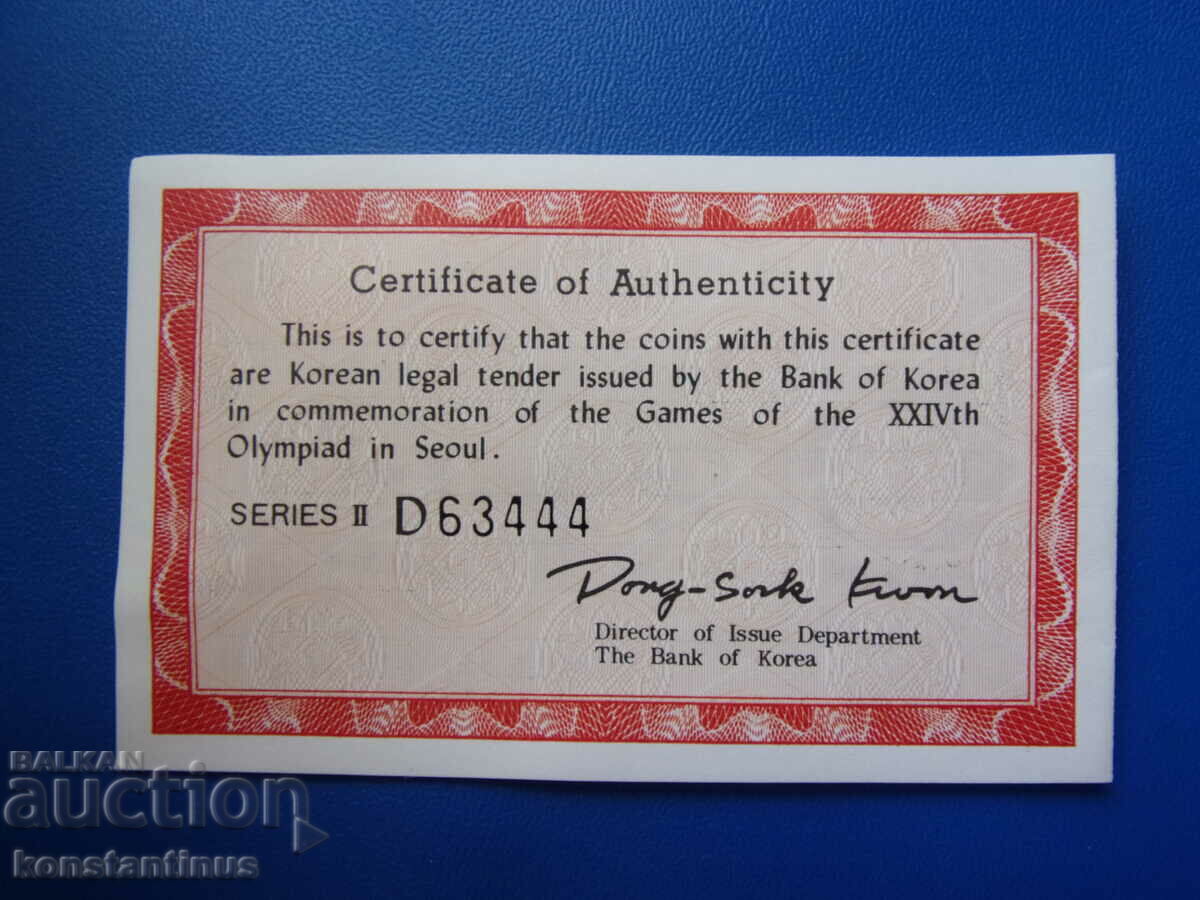 Certificate of Authenticity
This is to certify that the coins with this certificate
are Korean legal tender issued by the Bank of Korea
in commemoration of the Games of the XXIVth
Olympiad in Seoul.
SERIES II D63444
Dong-Sork Kwon
Director of Issue Department
The Bank of Korea
BALKAN
auction
konstantinus